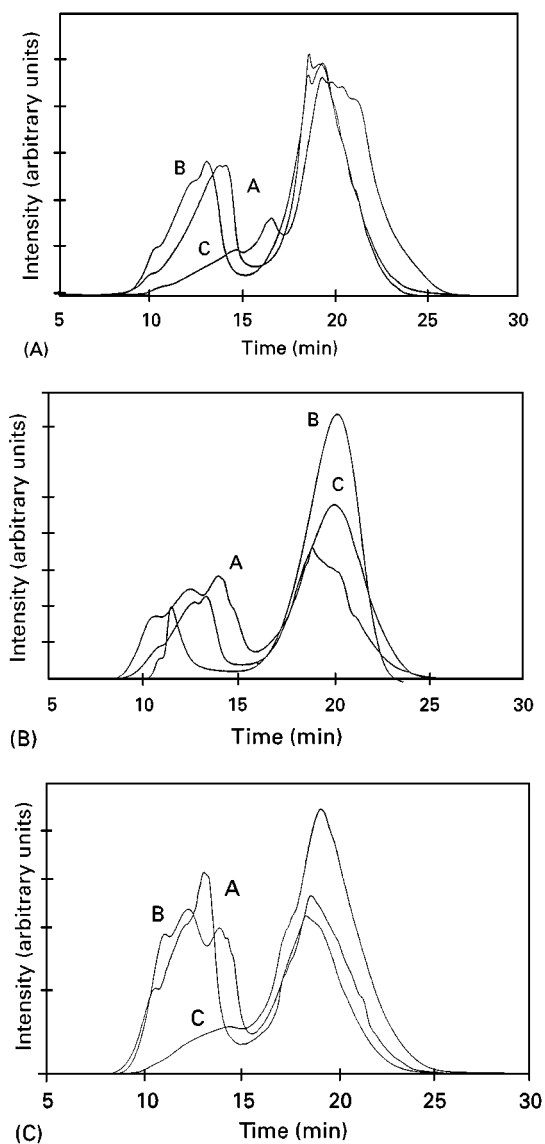 Intensity (arbitrary units)
B
A
C
5 10 15 20 25 30
Time (min)
(A)
Intensity (arbitrary units)
B
C
A
5 10 15 20 25 30
Time (min)
(B)
Intensity (arbitrary units)
B
A
C
5 10 15 20 25 30
Time (min)
(C)